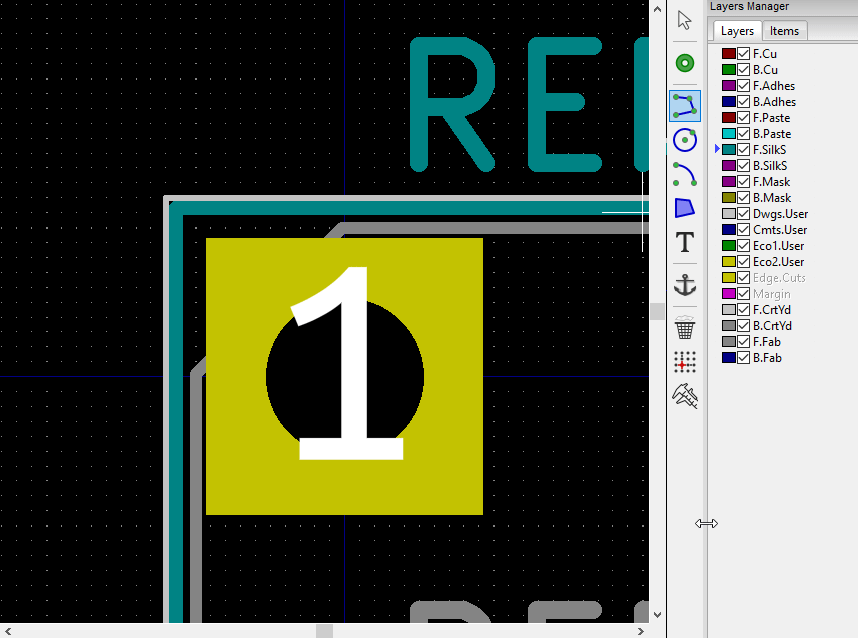 Layers Manager
Layers Items
F.Cu
B.Cu
F.Adhes
B.Adhes
F.Paste
B.Paste
F.SilkS
B.SilkS
F.Mask
B.Mask
Dwgs.User
Cmts.User
Eco1.User
Eco2.User
Edge.Cuts
Margin
F.CrtYd
B.CrtYd
F.Fab
B.Fab
RE
1
T